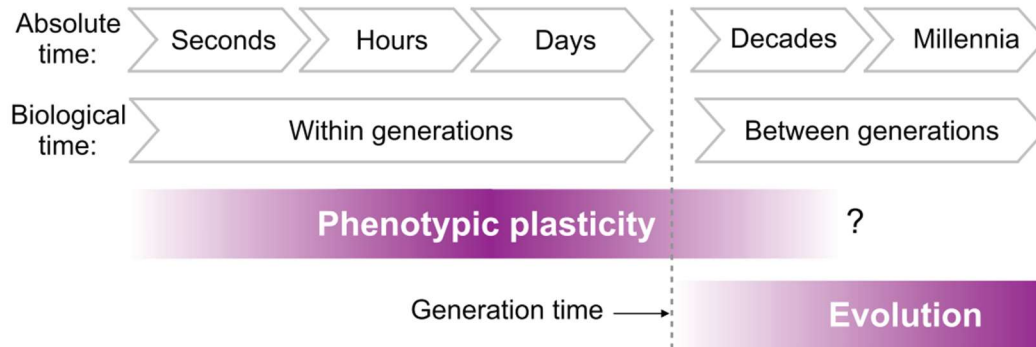 Absolute time:
Seconds
Hours
Days
Decades
Millennia
Biological time:
Within generations
Between generations
Phenotypic plasticity
?
Generation time
Evolution